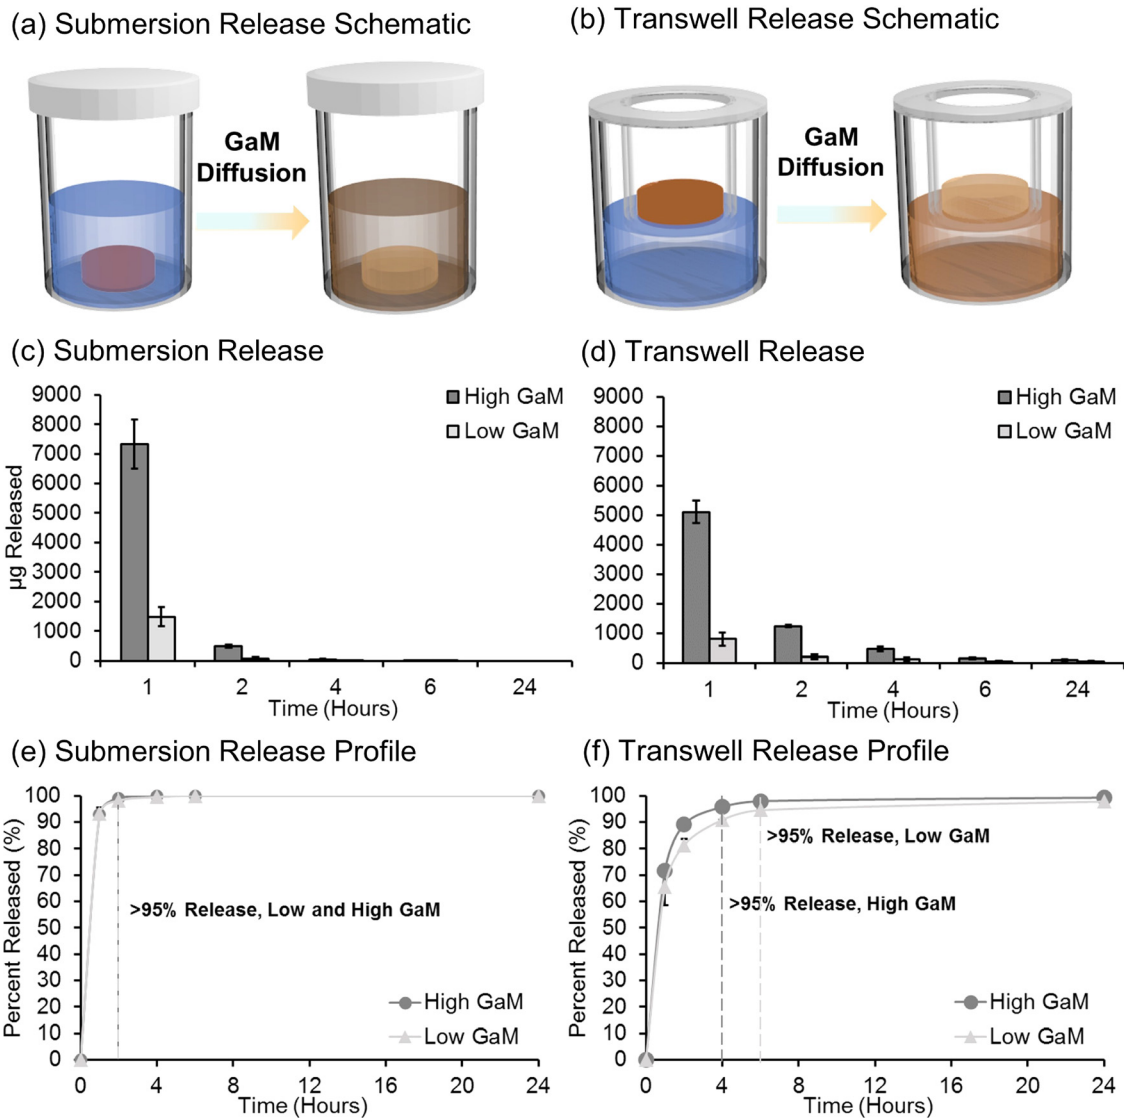 (a) Submersion Release Schematic
(b) Transwell Release Schematic
GaM
Diffusion
GaM
Diffusion
(c) Submersion Release
9000
8000
7000
6000
5000
4000
3000
2000
1000
0
µg Released
High GaM
Low GaM
1 2 4 6 24
Time (Hours)
(d) Transwell Release
9000
8000
7000
6000
5000
4000
3000
2000
1000
0
High GaM
Low GaM
1 2 4 6 24
Time (Hours)
(e) Submersion Release Profile
100
90
80
70
60
50
40
30
20
10
0
Percent Released (%)
>95% Release, Low and High GaM
High GaM
Low GaM
0 4 8 12 16 20 24
Time (Hours)
(f) Transwell Release Profile
100
90
80
70
60
50
40
30
20
10
0
Percent Released (%)
>95% Release, Low GaM
>95% Release, High GaM
High GaM
Low GaM
0 4 8 12 16 20 24
Time (Hours)